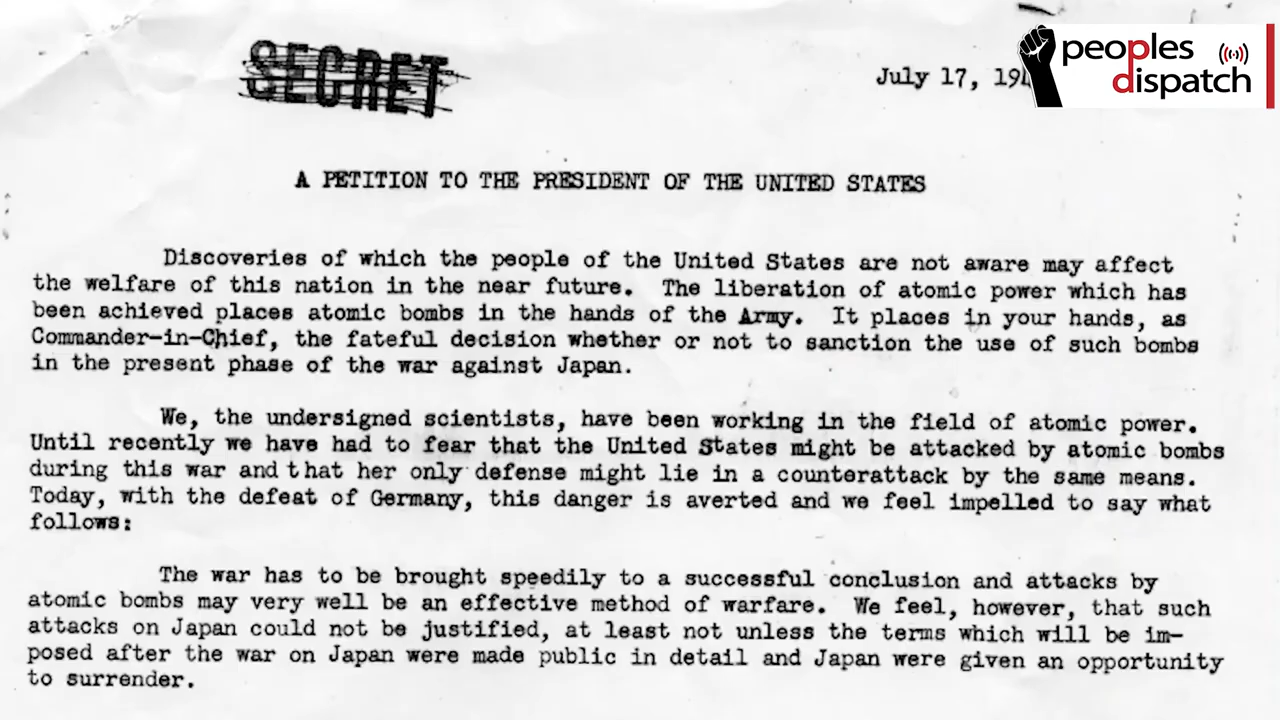 SECRET
peoples
dispatch
July 17, 19
A PETITION TO THE PRESIDENT OF THE UNITED STATES
Discoveries of which the people of the United States are not aware may affect
the welfare of this nation in the near future. The liberation of atomic power which has
been achieved places atomic bombs in the hands of the Army. It places in your hands, as
Commander-in-Chief, the fateful decision whether or not to sanction the use of such bombs
in the present phase of the war against Japan.
We, the undersigned scientists, have been working in the field of atomic power.
Until recently we have had to fear that the United States might be attacked by atomic bombs
during this war and that her only defense might lie in a counterattack by the same means.
Today, with the defeat of Germany, this danger is averted and we feel impelled to say what
follows:
The war has to be brought speedily to a successful conclusion and attacks by
atomic bombs may very well be an effective method of warfare. We feel, however, that such
attacks on Japan could not be justified, at least not unless the terms which will be im-
posed after the war on Japan were made public in detail and Japan were given an opportunity
to surrender.